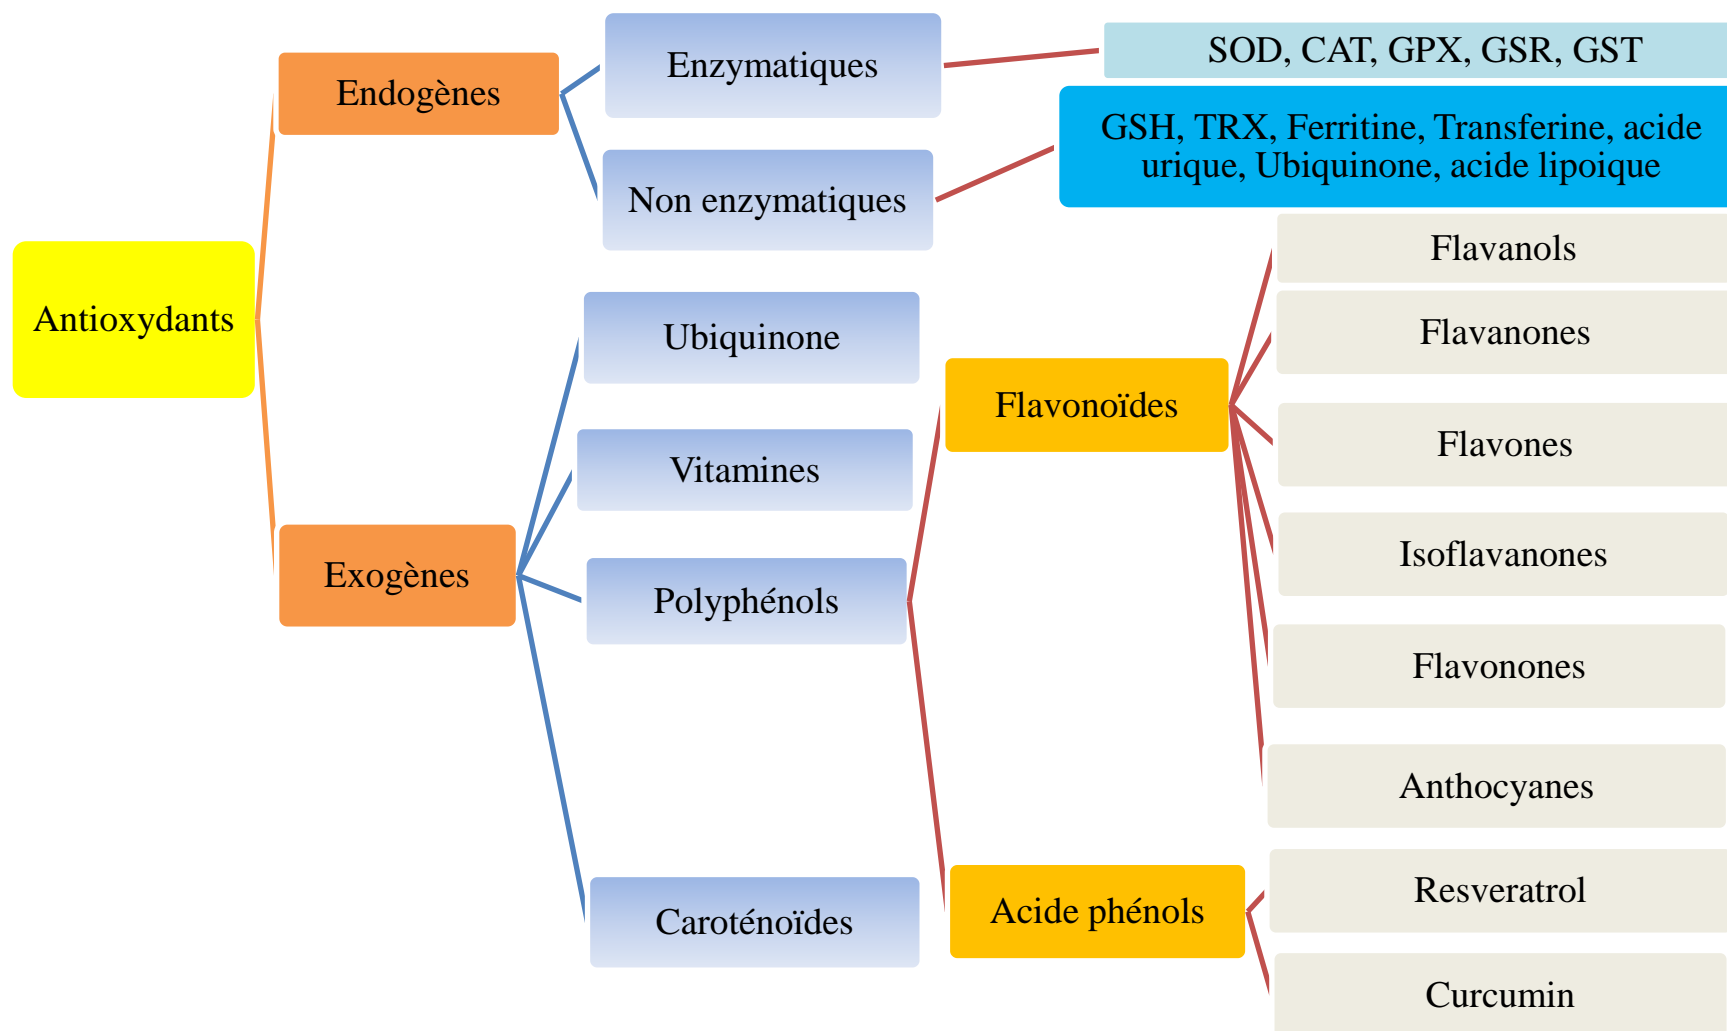 Antioxydants
Endogènes
Enzymatiques
SOD, CAT, GPX, GSR, GST
Non enzymatiques
GSH, TRX, Ferritine, Transferine, acide
urique, Ubiquinone, acide lipoique
Exogènes
Ubiquinone
Vitamines
Polyphénols
Flavonoïdes
Flavanols
Flavanones
Flavones
Isoflavanones
Flavonones
Anthocyanes
Acide phénols
Resveratrol
Curcumin
Caroténoïdes